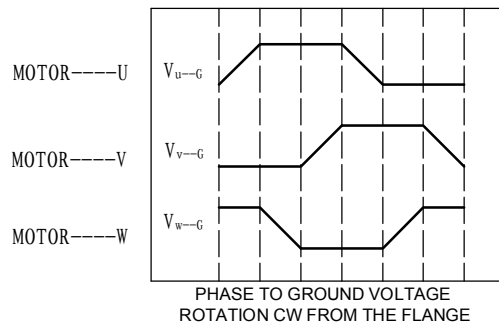 MOTOR----U Vu--G
MOTOR----V Vv--G
MOTOR----W Vw--G
PHASE TO GROUND VOLTAGE
ROTATION CW FROM THE FLANGE